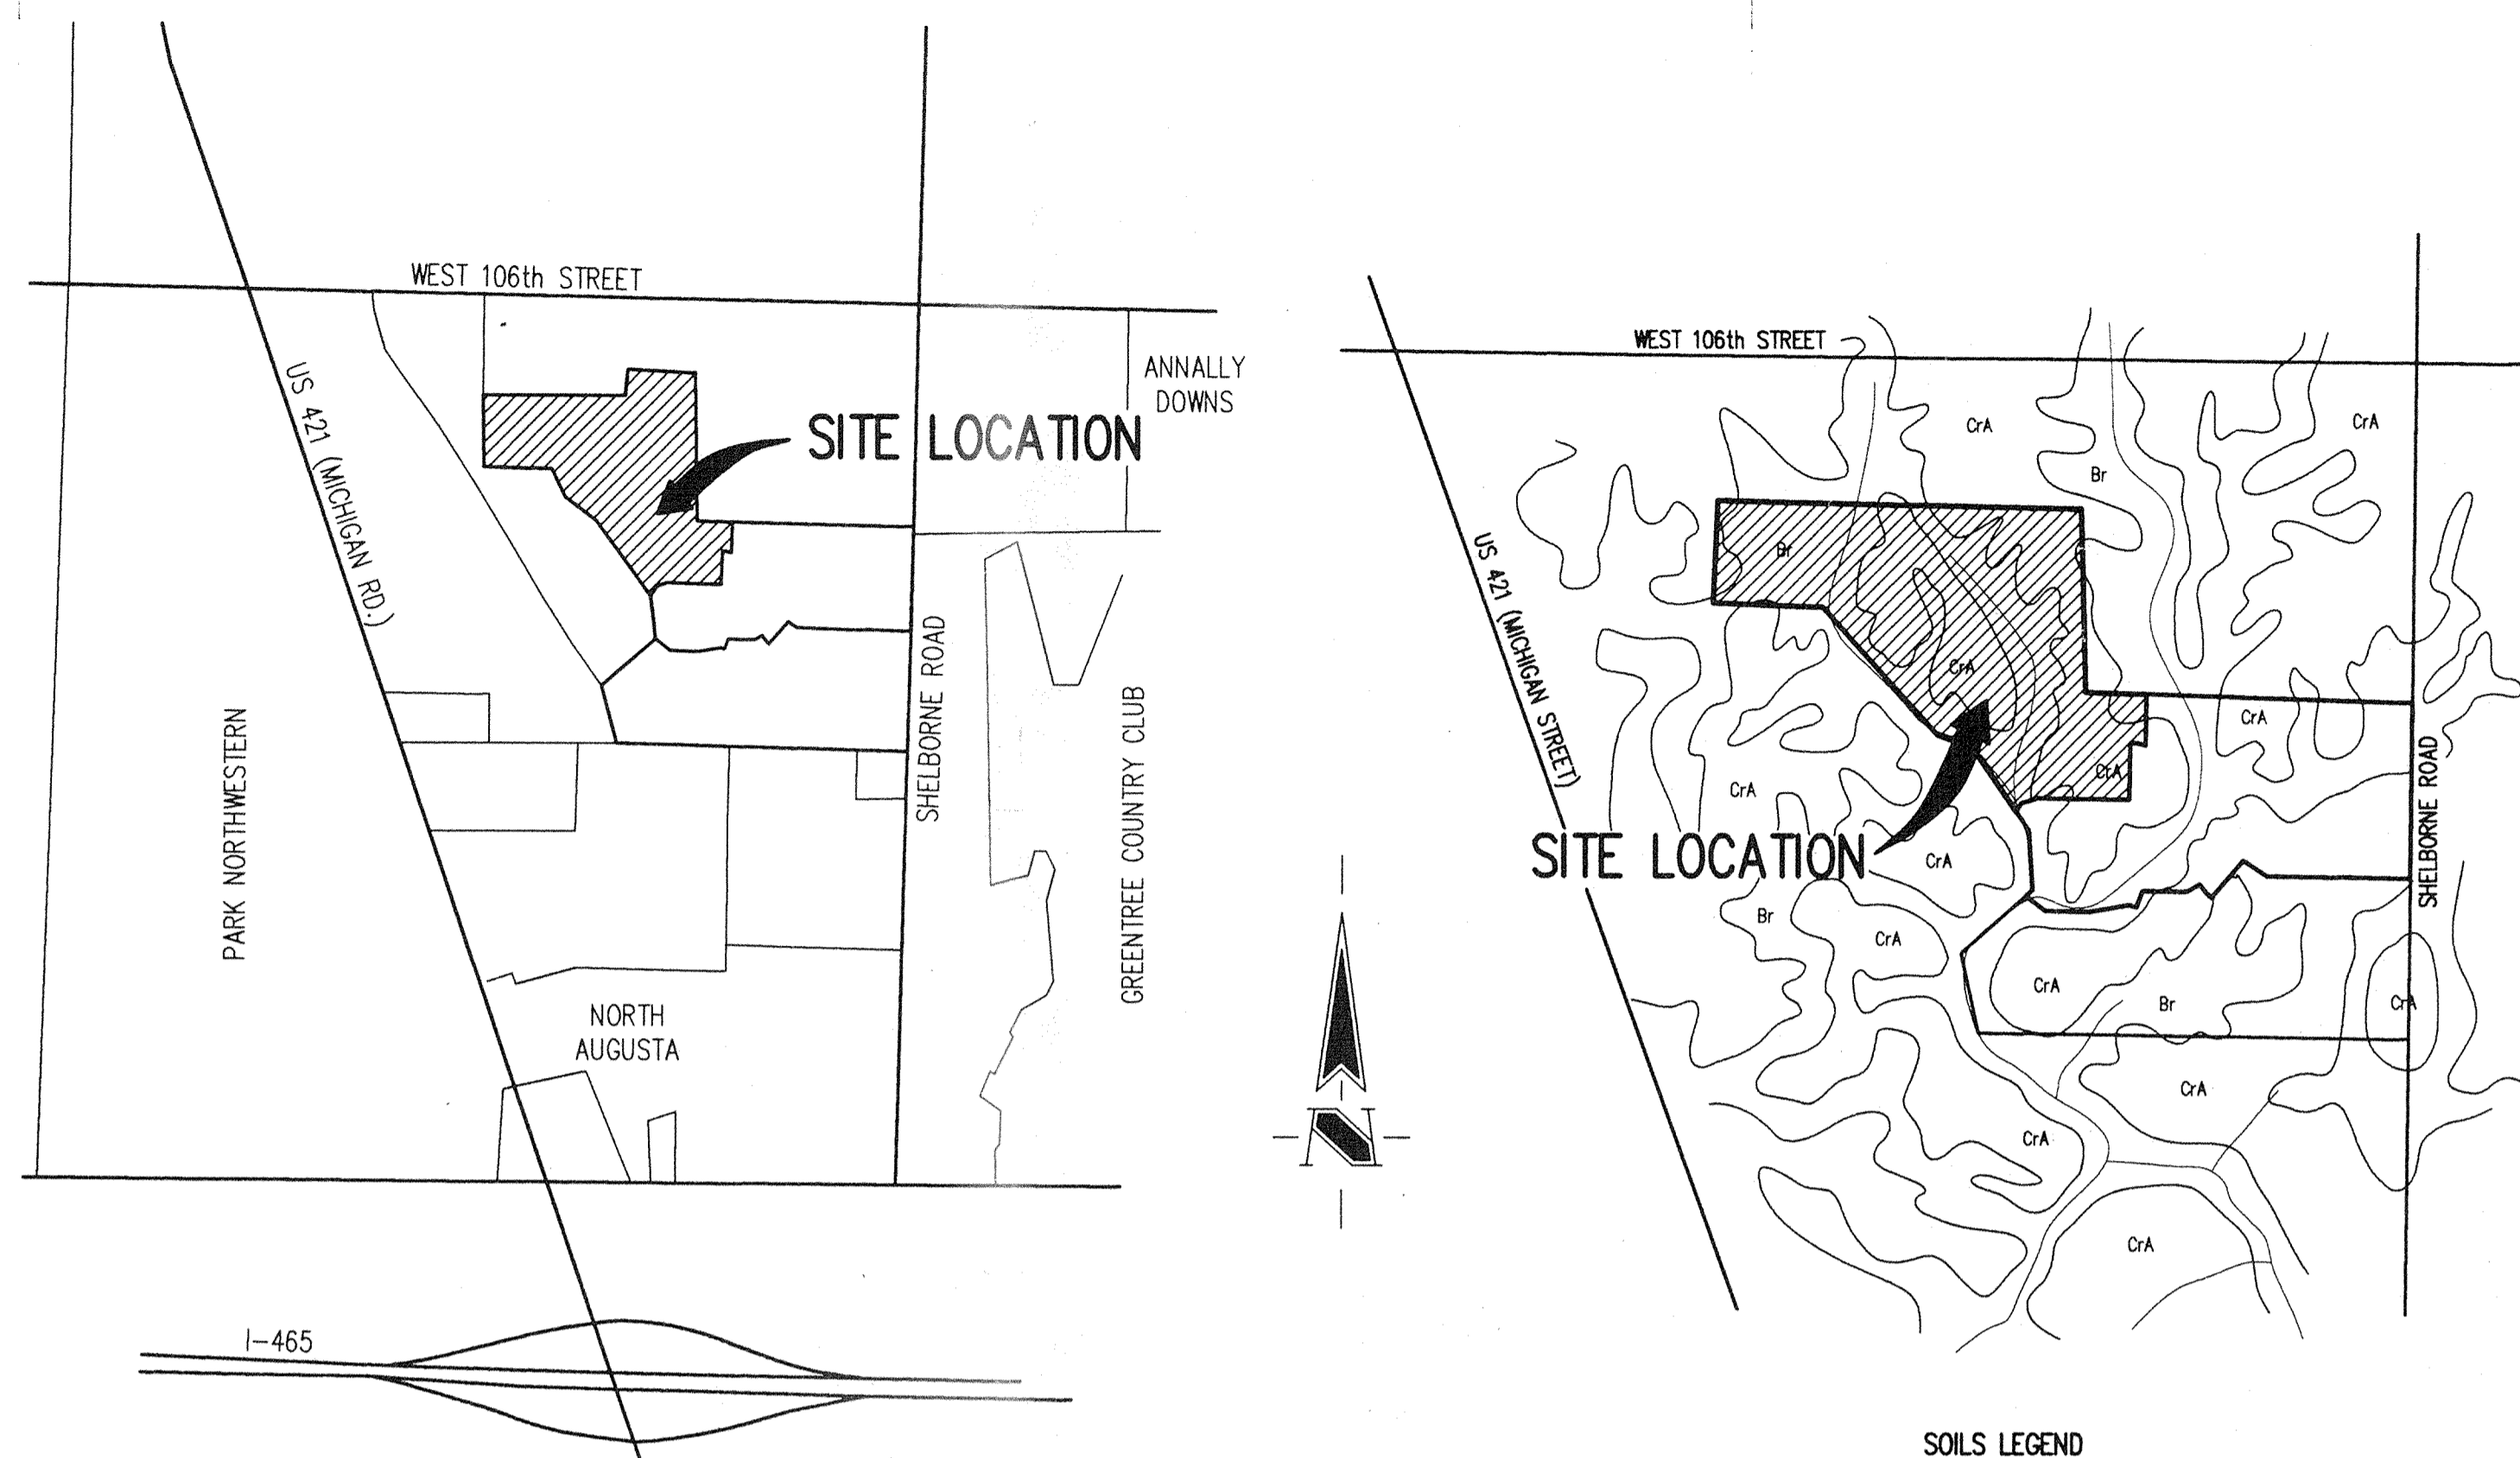 WEST 106th STREET
ANNALLY
DOWNS
US 421 (MICHIGAN RD.)
SITE LOCATION
SHELBORNE ROAD
PARK NORTHWESTERN
GREENTREE COUNTRY CLUB
NORTH
AUGUSTA
I-465
N
WEST 106th STREET
CrA
CrA
Br
Br
US 421 (MICHIGAN STREET)
CrA
CrA
CrA
CrA
SHELBORNE ROAD
SITE LOCATION
CrA
Br
CrA
CrA
Br
CrA
CrA
CrA
CrA
SOILS LEGEND